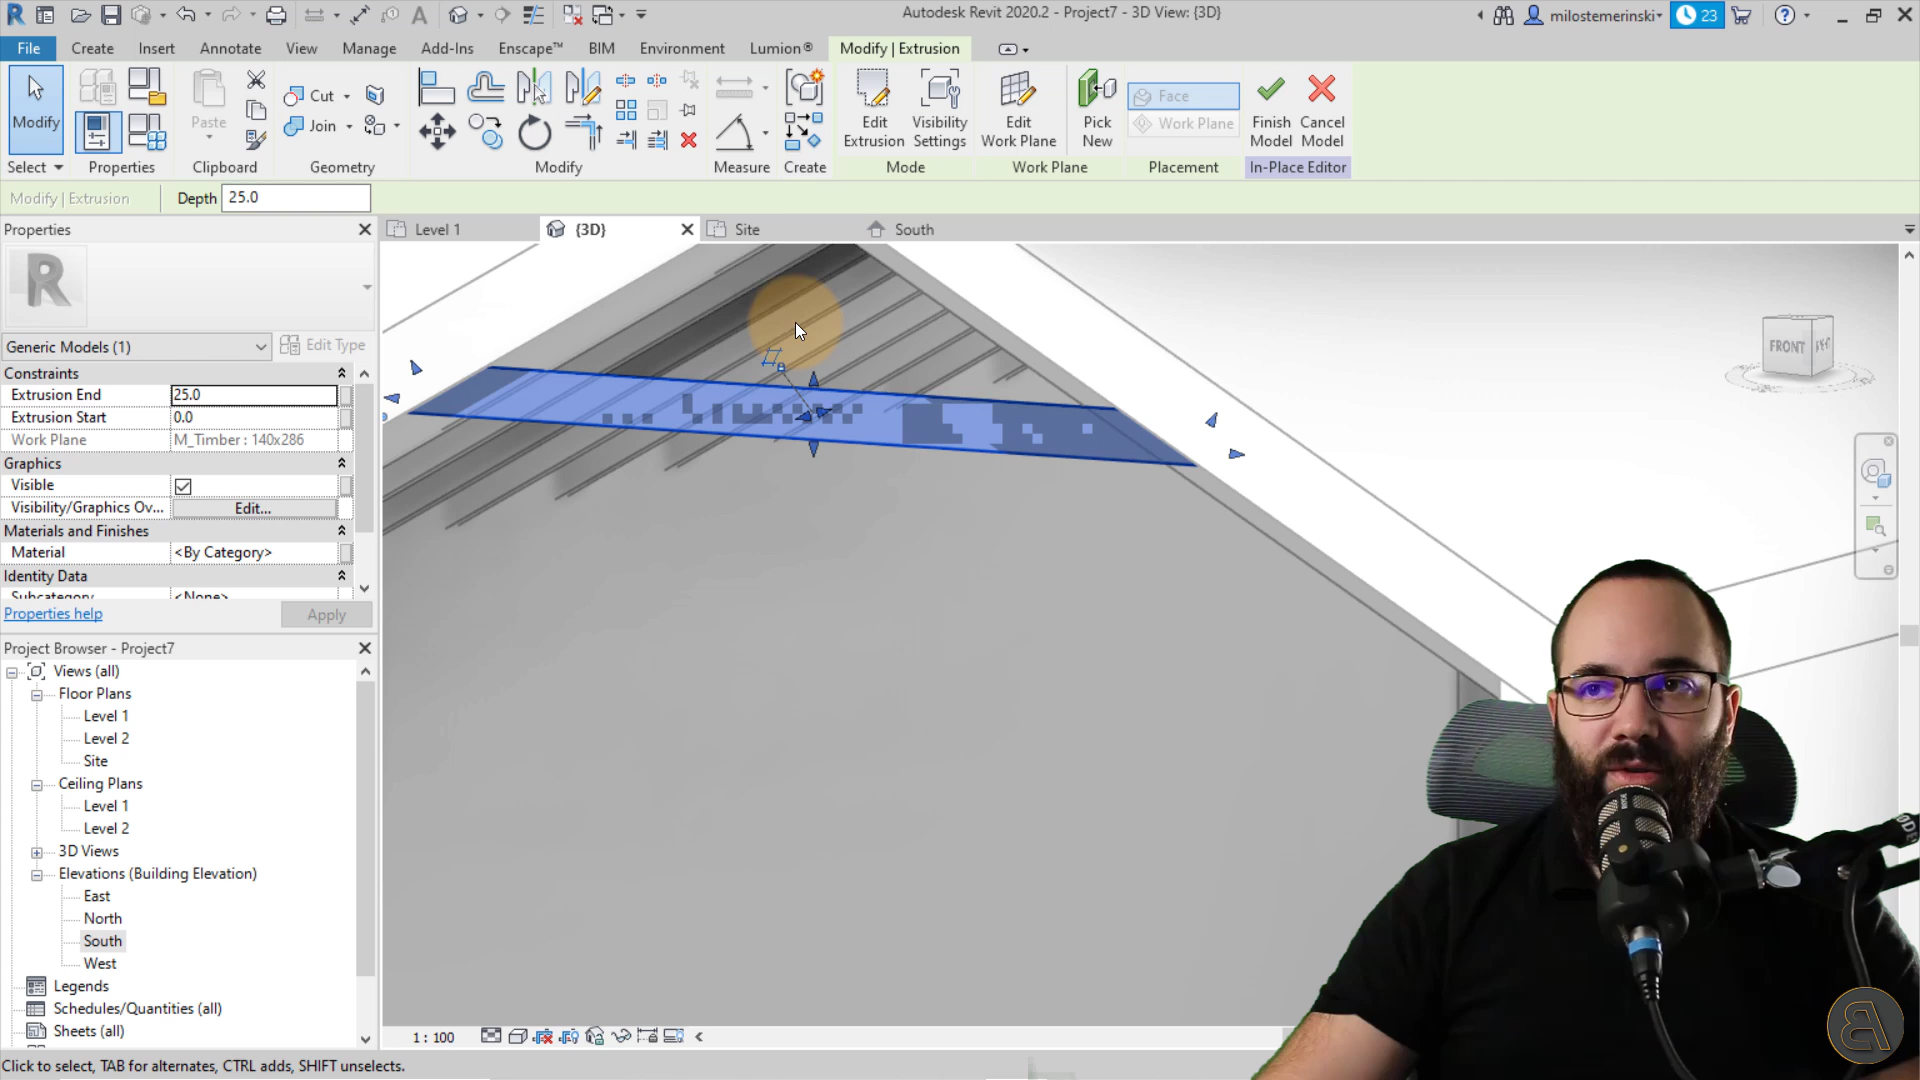 Autodesk Revit 2020.2 - Project7 - 3D View: {3D}
milostemerinski
23
File Create Insert Annotate View Manage Add-Ins Enscape™ BIM Environment Lumion® Modify | Extrusion
Modify
Select
Properties
Paste
Clipboard
Cut
Join
Geometry
Modify
Measure
Create
Edit Extrusion
Visibility Settings
Mode
Edit Work Plane
Work Plane
Pick New
Face
Work Plane
Placement
Finish Model
Cancel Model
In-Place Editor
Modify | Extrusion Depth 25.0
Properties
Level 1 {3D} Site South
Generic Models (1) Edit Type
Constraints
Extrusion End 25.0
Extrusion Start 0.0
Work Plane M_Timber : 140x286
Graphics
Visible
Visibility/Graphics Ov... Edit...
Materials and Finishes
Material <By Category>
Identity Data
Subcategory <None>
Properties help Apply
Project Browser - Project7
Views (all)
Floor Plans
Level 1
Level 2
Site
Ceiling Plans
Level 1
Level 2
3D Views
Elevations (Building Elevation)
East
North
South
West
Legends
Schedules/Quantities (all)
Sheets (all)
FRONT
1 : 100
Click to select, TAB for alternates, CTRL adds, SHIFT unselects.